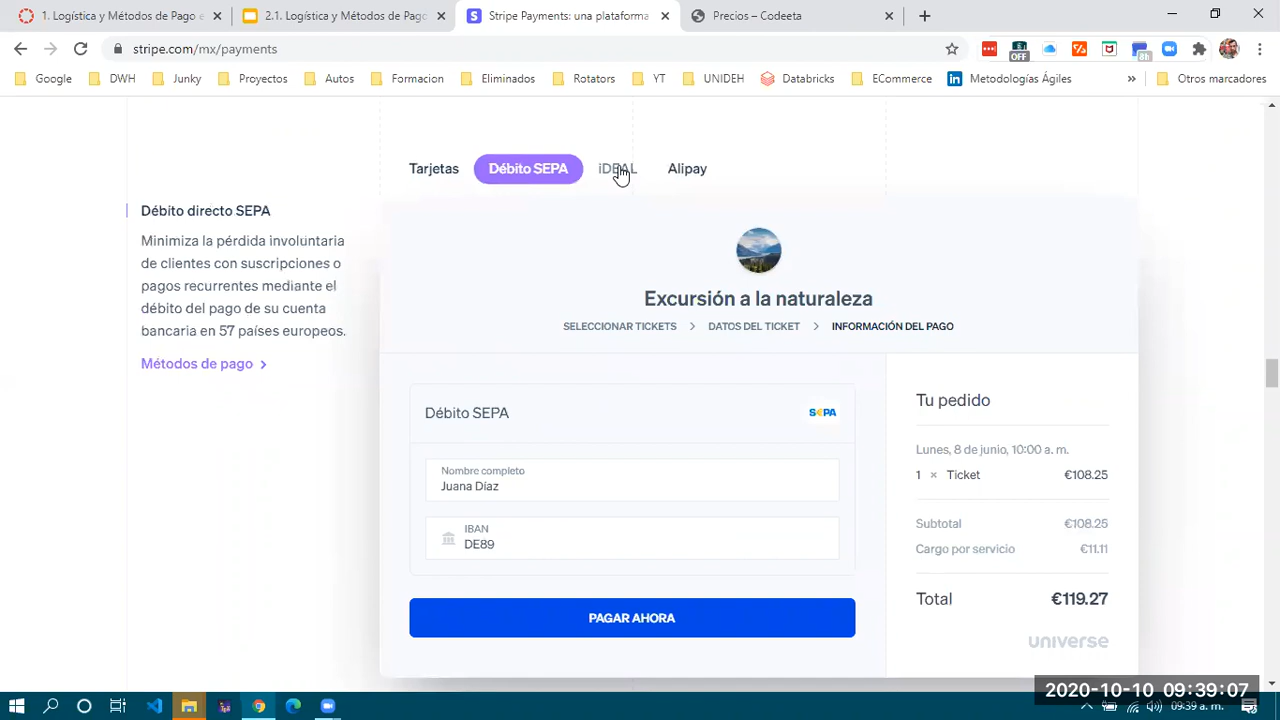 1. Logística y Métodos de Pago
2.1. Logística y Métodos de Pago
Stripe Payments: una plataforma
Precios – Codeeta
stripe.com/mx/payments
OFF
8h
Google
DWH
Junky
Proyectos
Autos
Formacion
Eliminados
Rotators
YT
UNIDEH
Databricks
ECommerce
Metodologías Ágiles
»
Otros marcadores
Tarjetas
Débito SEPA
iDEAL
Alipay
Débito directo SEPA
Minimiza la pérdida involuntaria
de clientes con suscripciones o
pagos recurrentes mediante el
débito del pago de su cuenta
bancaria en 57 países europeos.
Métodos de pago
Excursión a la naturaleza
SELECCIONAR TICKETS
DATOS DEL TICKET
INFORMACIÓN DEL PAGO
Débito SEPA
S€PA
Nombre completo
Juana Díaz
IBAN
DE89
PAGAR AHORA
Tu pedido
Lunes, 8 de junio, 10:00 a. m.
1 × Ticket €108.25
Subtotal €108.25
Cargo por servicio €11.11
Total €119.27
universe
2020-10-10 09:39:07
09:39 a. m.